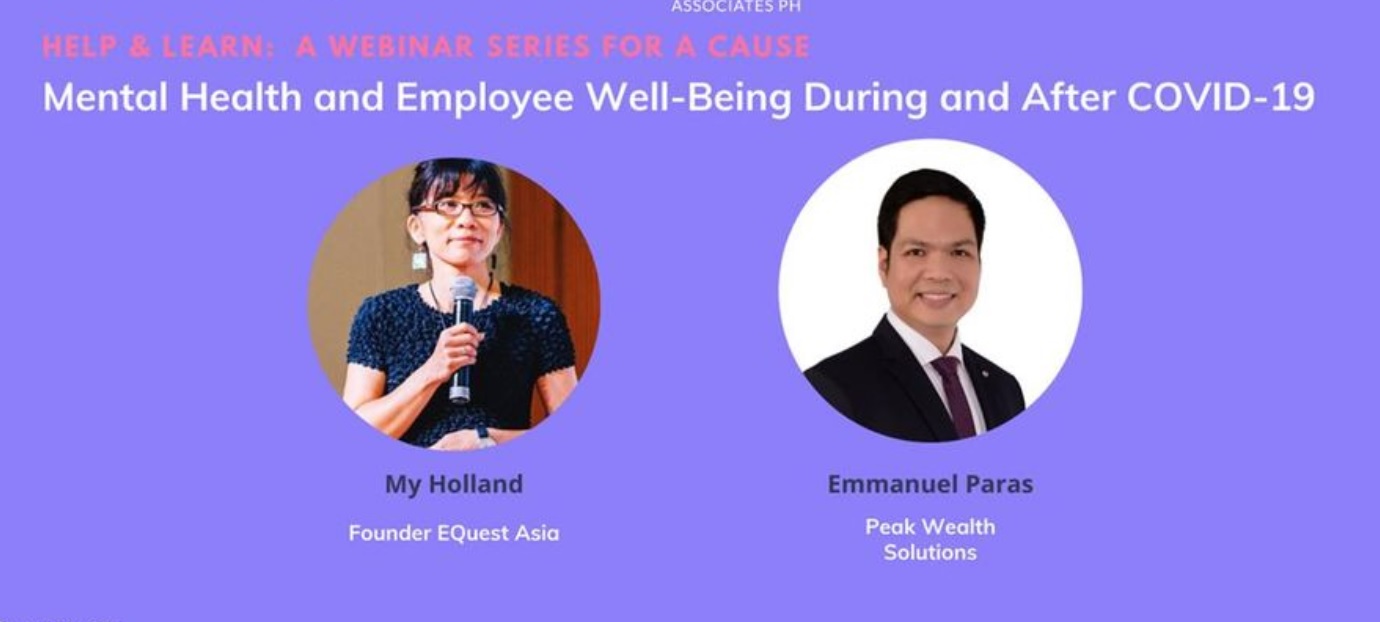 ASSOCIATES PH
HELP & LEARN: A WEBINAR SERIES FOR A CAUSE
Mental Health and Employee Well-Being During and After COVID-19
My Holland
Founder EQuest Asia
Emmanuel Paras
Peak Wealth
Solutions